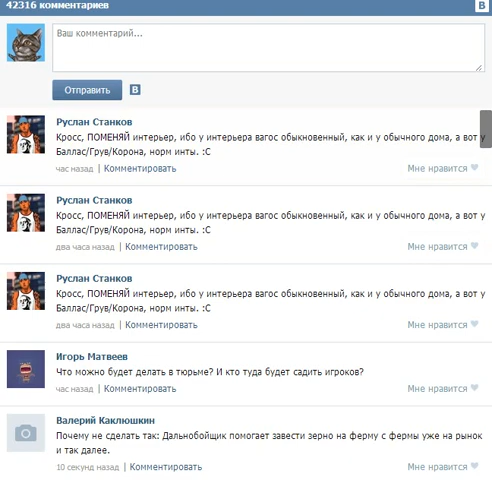 42316 комментариев
B
Ваш комментарий...
Отправить B
Руслан Станков
Кросс, ПОМЕНЯЙ интерьер, ибо у интерьера вагос обыкновенный, как и у обычного дома, а вот у
Баллас/Грув/Корона, норм инты. :С
час назад | Комментировать Мне нравится
Руслан Станков
Кросс, ПОМЕНЯЙ интерьер, ибо у интерьера вагос обыкновенный, как и у обычного дома, а вот у
Баллас/Грув/Корона, норм инты. :С
два часа назад | Комментировать Мне нравится
Руслан Станков
Кросс, ПОМЕНЯЙ интерьер, ибо у интерьера вагос обыкновенный, как и у обычного дома, а вот у
Баллас/Грув/Корона, норм инты. :С
два часа назад | Комментировать Мне нравится
Игорь Матвеев
Что можно будет делать в тюрьме? И кто туда будет садить игроков?
час назад | Комментировать Мне нравится
Валерий Каклюшкин
Почему не сделать так: Дальнобойщик помогает завести зерно на ферму с фермы уже на рынок
и так далее.
10 секунд назад | Комментировать Мне нравится